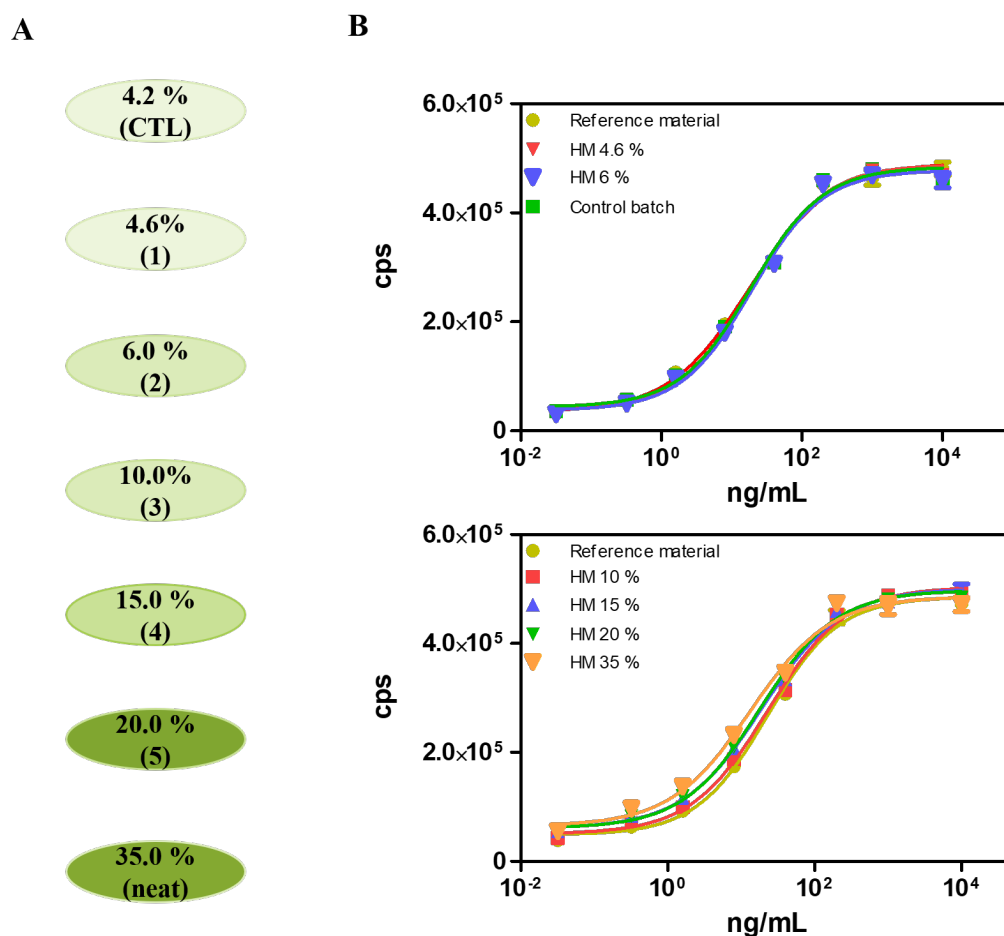 A
4.2 %
(CTL)
4.6%
(1)
6.0 %
(2)
10.0%
(3)
15.0 %
(4)
20.0 %
(5)
35.0 %
(neat)
B
6.0×10⁵
4.0×10⁵
2.0×10⁵
0
cps
Reference material
HM 4.6 %
HM 6 %
Control batch
10⁻² 10⁰ 10² 10⁴
ng/mL
6.0×10⁵
4.0×10⁵
2.0×10⁵
0
cps
Reference material
HM 10 %
HM 15 %
HM 20 %
HM 35 %
10⁻² 10⁰ 10² 10⁴
ng/mL